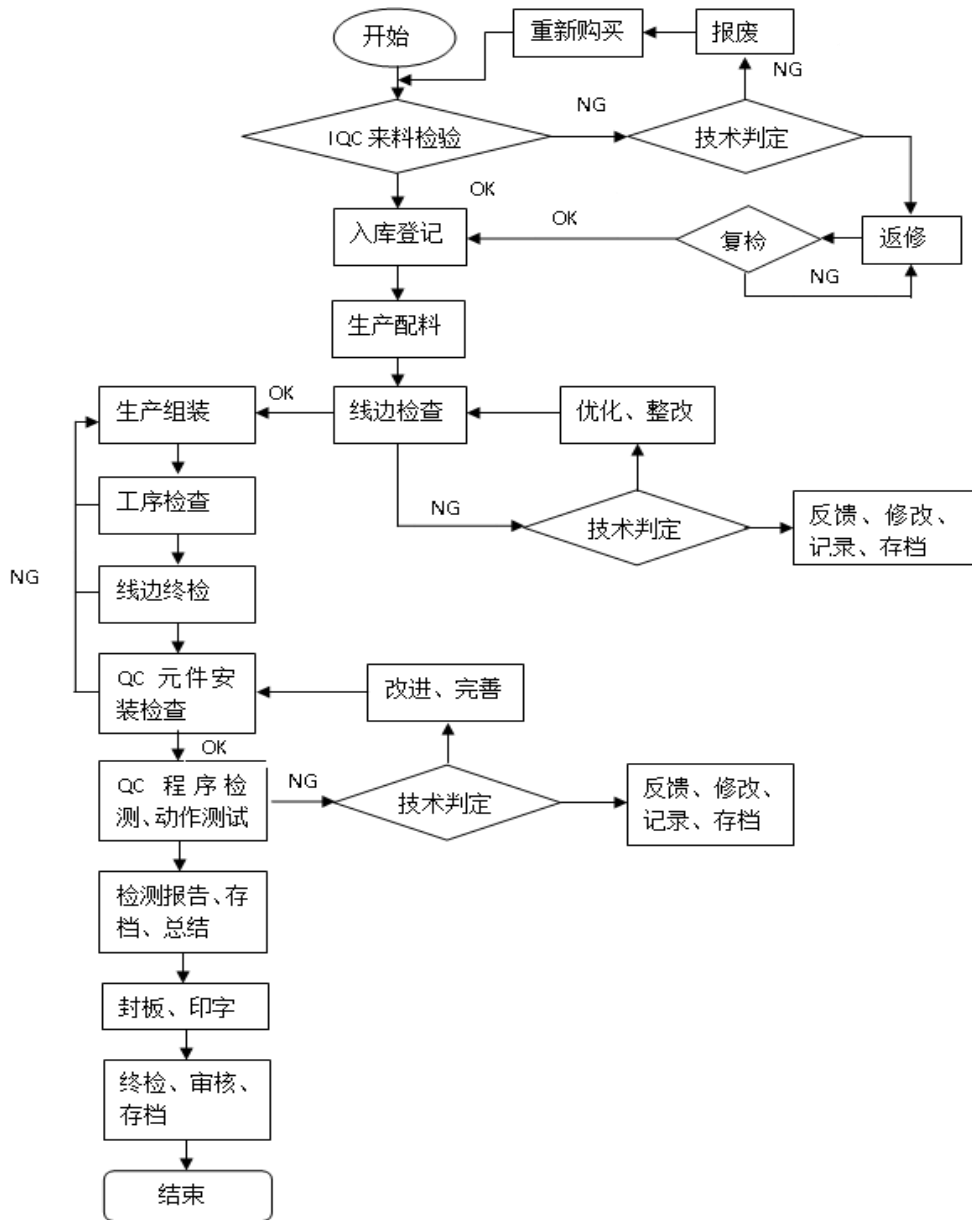 开始
重新购买
报废
NG
NG
IQC 来料检验
技术判定
OK
入库登记
OK
复检
返修
NG
生产配料
生产组装
OK
线边检查
优化、整改
工序检查
NG
技术判定
反馈、修改、
记录、存档
NG
线边终检
QC 元件安
装检查
改进、完善
OK
QC 程序检
测、动作测试
NG
技术判定
反馈、修改、
记录、存档
检测报告、存
档、总结
封板、印字
终检、审核、
存档
结束